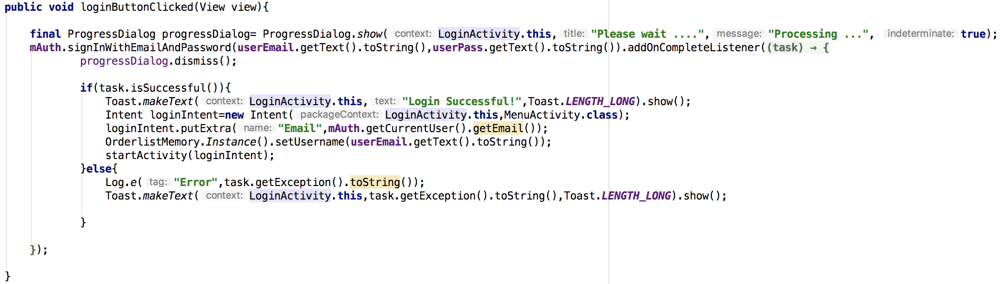 public void loginButtonClicked(View view){
final ProgressDialog progressDialog= ProgressDialog.show( context: LoginActivity.this, title: "Please wait ....", message: "Processing ...", indeterminate: true);
mAuth.signInWithEmailAndPassword(userEmail.getText().toString(),userPass.getText().toString()).addOnCompleteListener((task) → {
progressDialog.dismiss();
if(task.isSuccessful()){
Toast.makeText( context: LoginActivity.this, text: "Login Successful!",Toast.LENGTH_LONG).show();
Intent loginIntent=new Intent( packageContext: LoginActivity.this,MenuActivity.class);
loginIntent.putExtra( name: "Email",mAuth.getCurrentUser().getEmail());
OrderlistMemory.Instance().setUsername(userEmail.getText().toString());
startActivity(loginIntent);
}else{
Log.e( tag: "Error",task.getException().toString());
Toast.makeText( context: LoginActivity.this,task.getException().toString(),Toast.LENGTH_LONG).show();
}
});
}